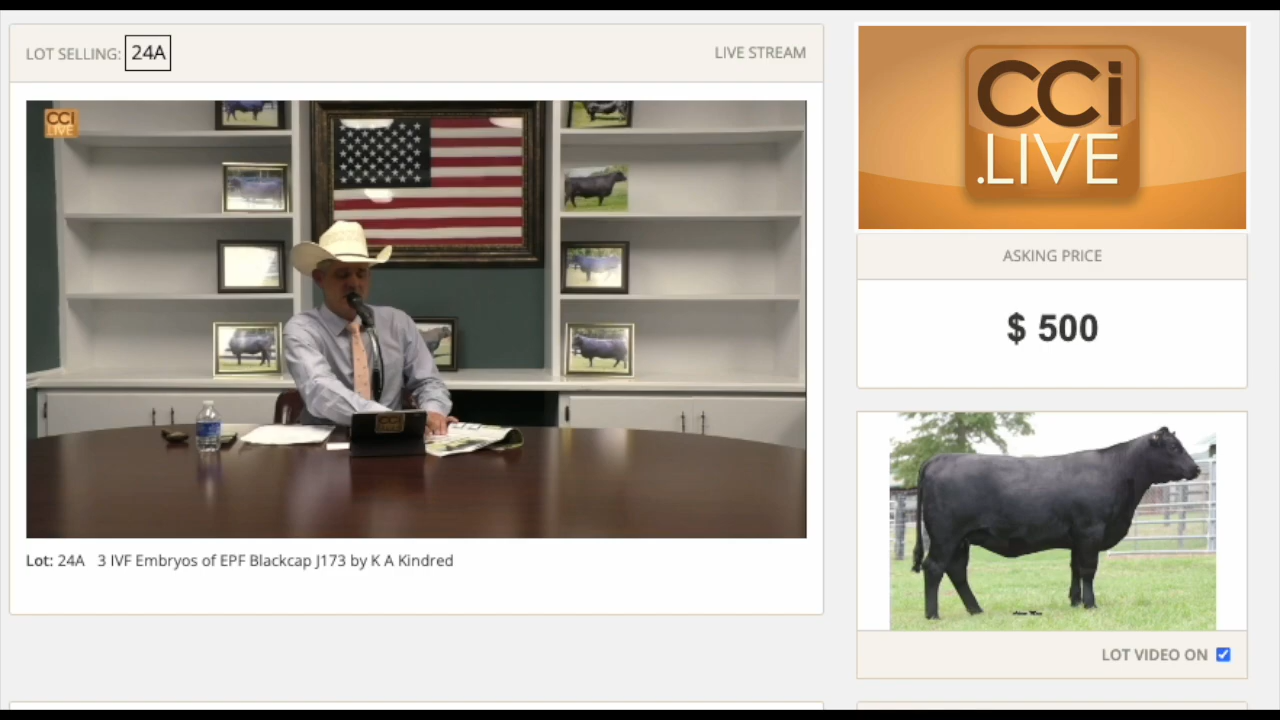 LOT SELLING: 24A
LIVE STREAM
CCi
LIVE
Lot: 24A 3 IVF Embryos of EPF Blackcap J173 by K A Kindred
CCi
.LIVE
ASKING PRICE
$ 500
LOT VIDEO ON